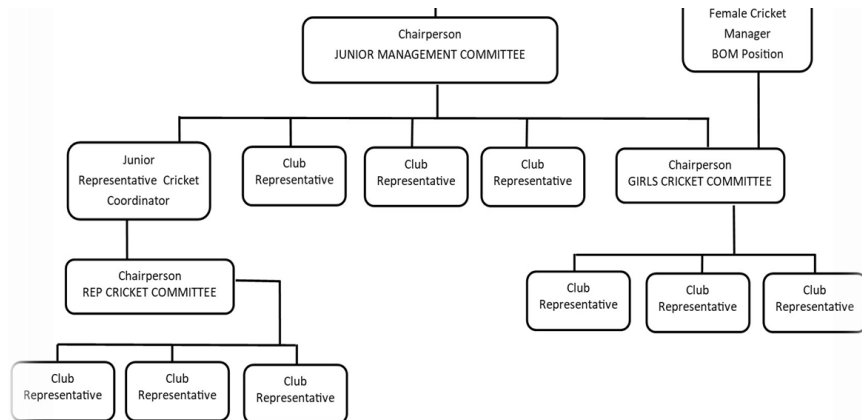 Female Cricket
Manager
BOM Position
Chairperson
JUNIOR MANAGEMENT COMMITTEE
Junior
Representative Cricket
Coordinator
Club
Representative
Club
Representative
Club
Representative
Chairperson
GIRLS CRICKET COMMITTEE
Chairperson
REP CRICKET COMMITTEE
Club
Representative
Club
Representative
Club
Representative
Club
Representative
Club
Representative
Club
Representative